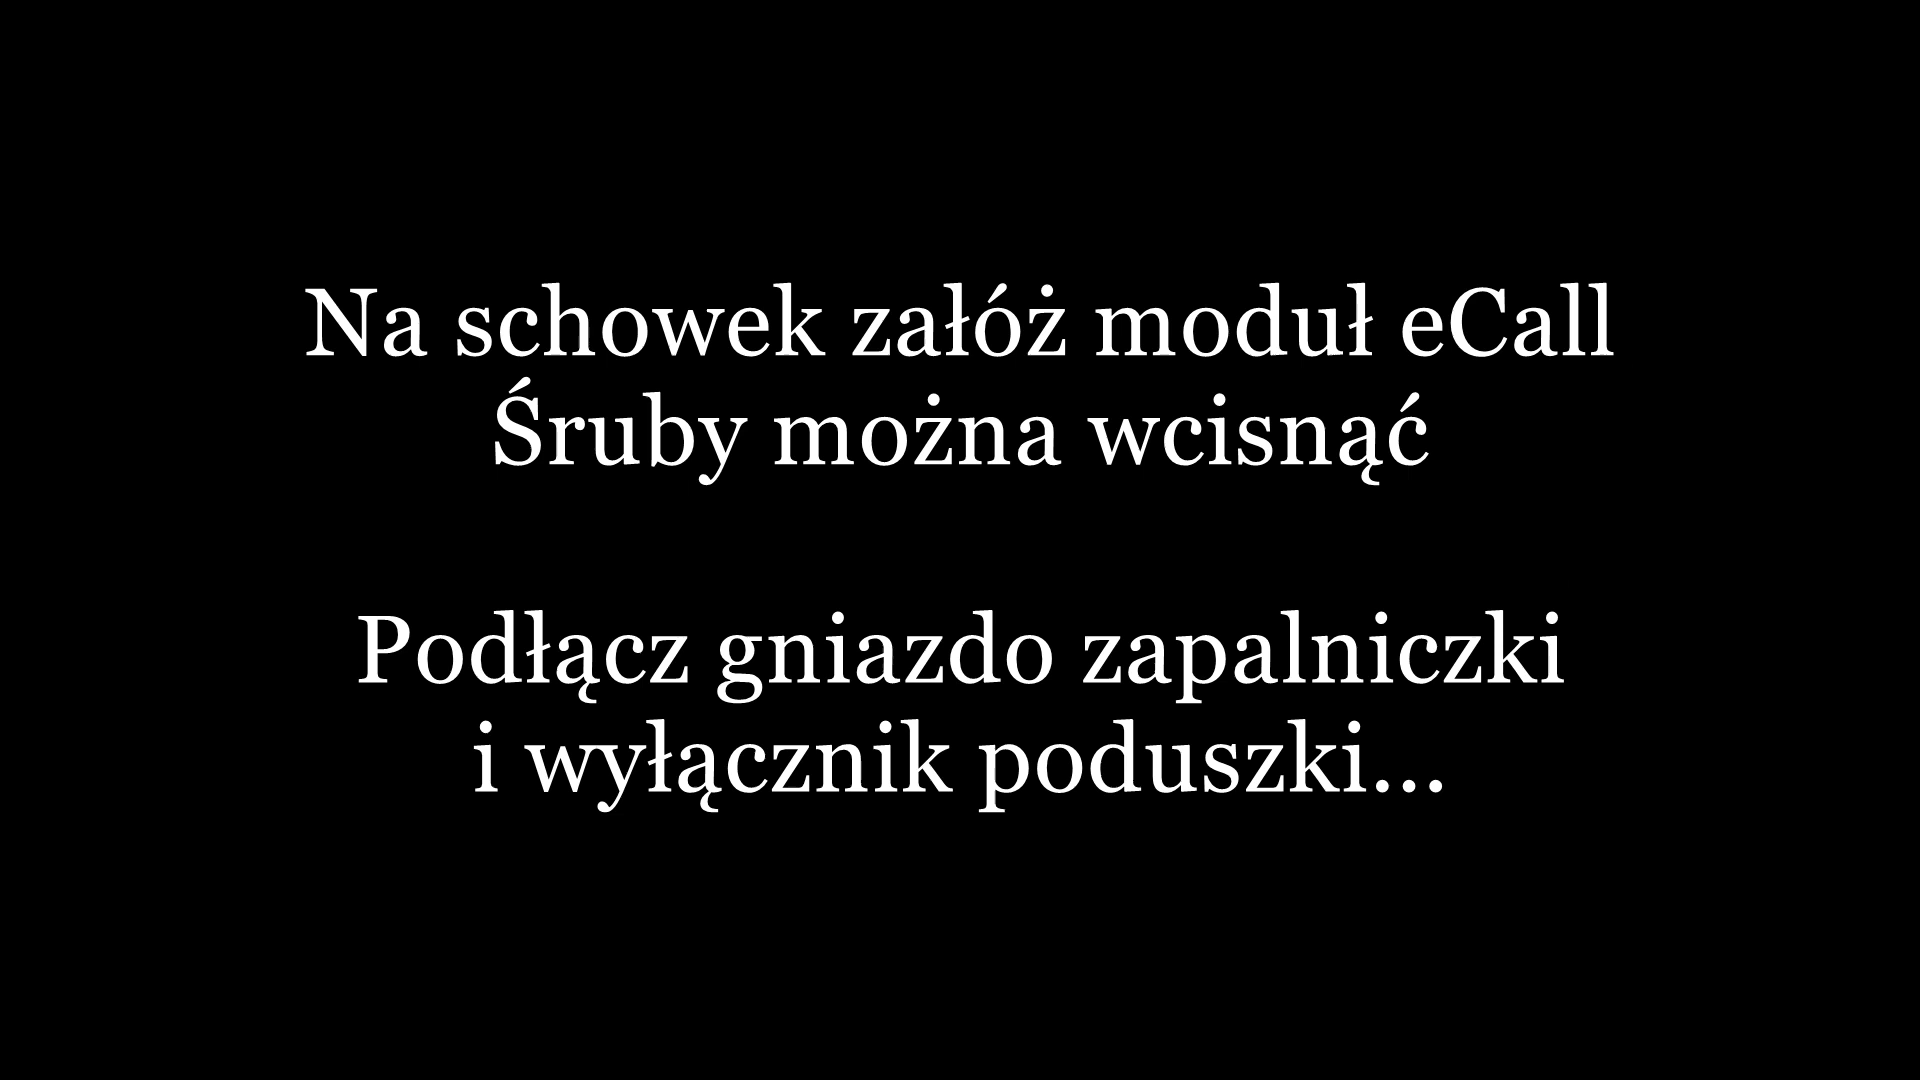 Na schowek załóż moduł eCall
Śruby można wcisnąć
Podłącz gniazdo zapalniczki
i wyłącznik poduszki...